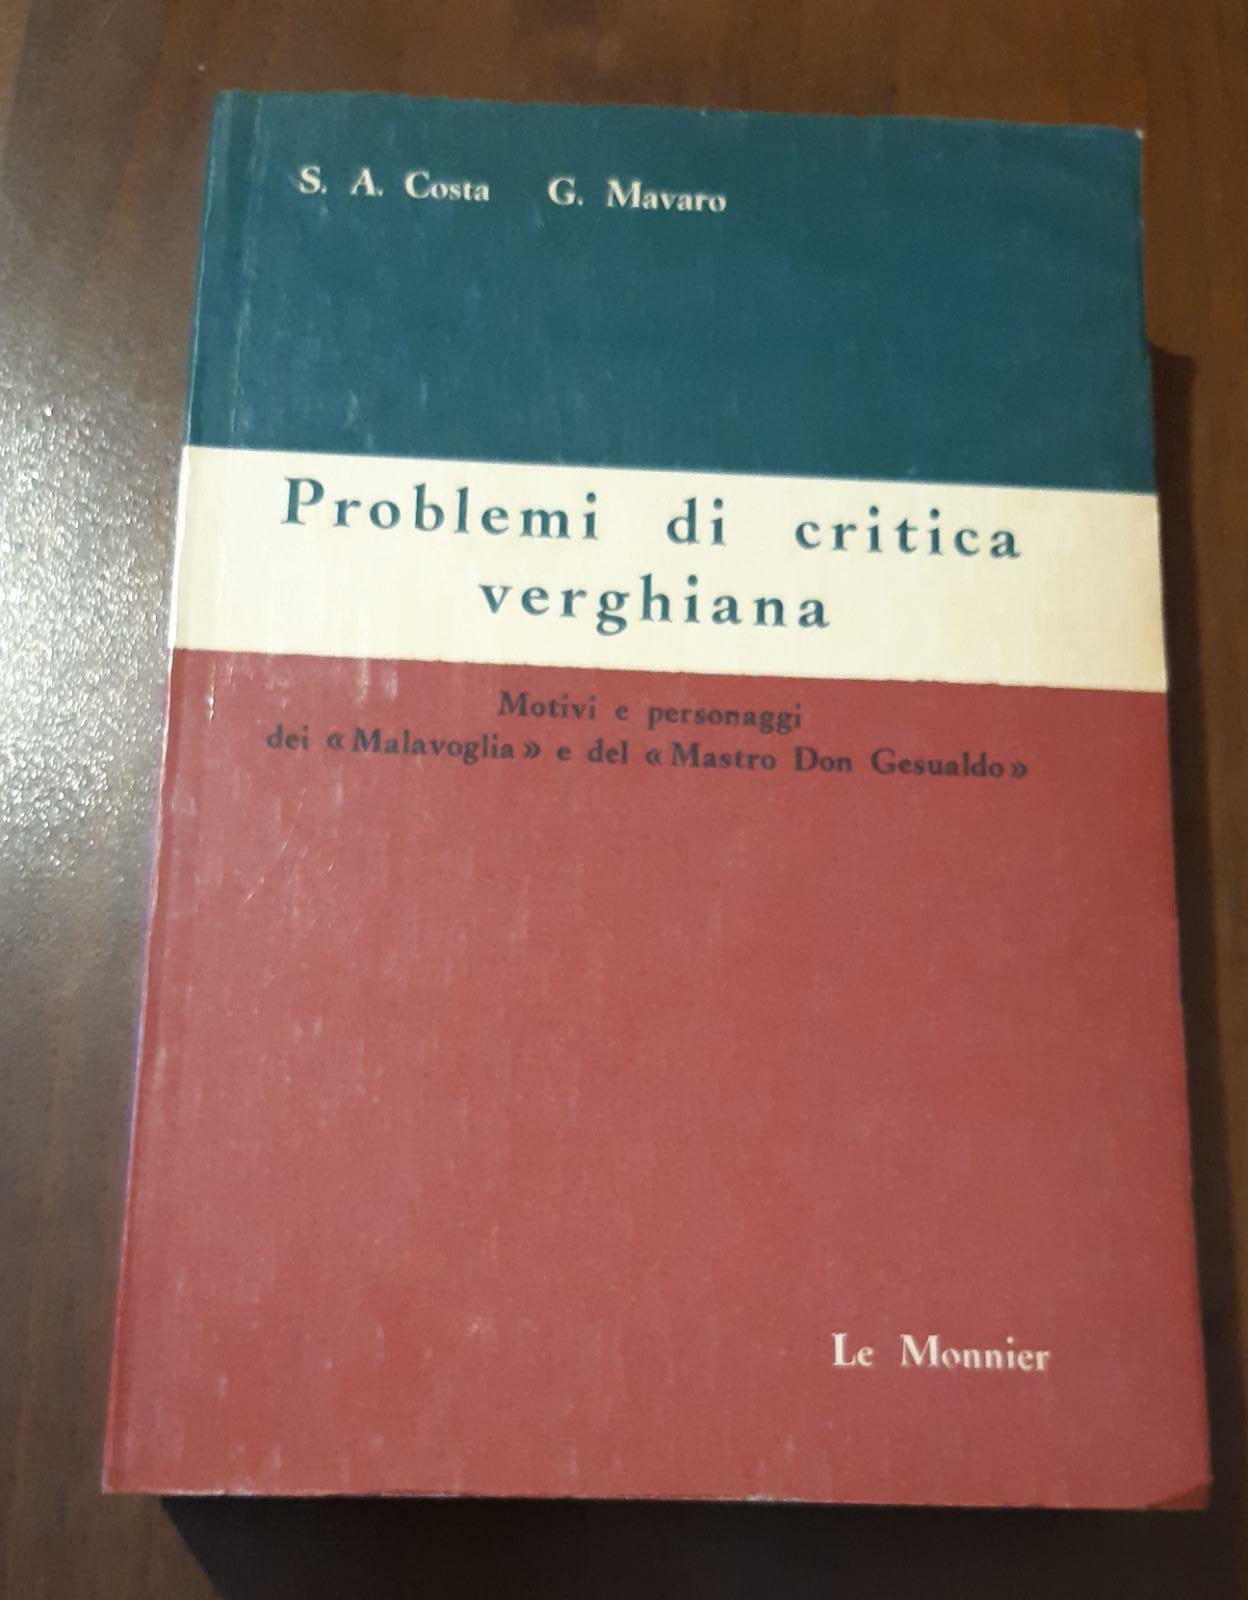 S. A. Costa G. Mavaro
Problemi di critica
verghiana
Motivi e personaggi
dei « Malavoglia » e del « Mastro Don Gesualdo »
Le Monnier